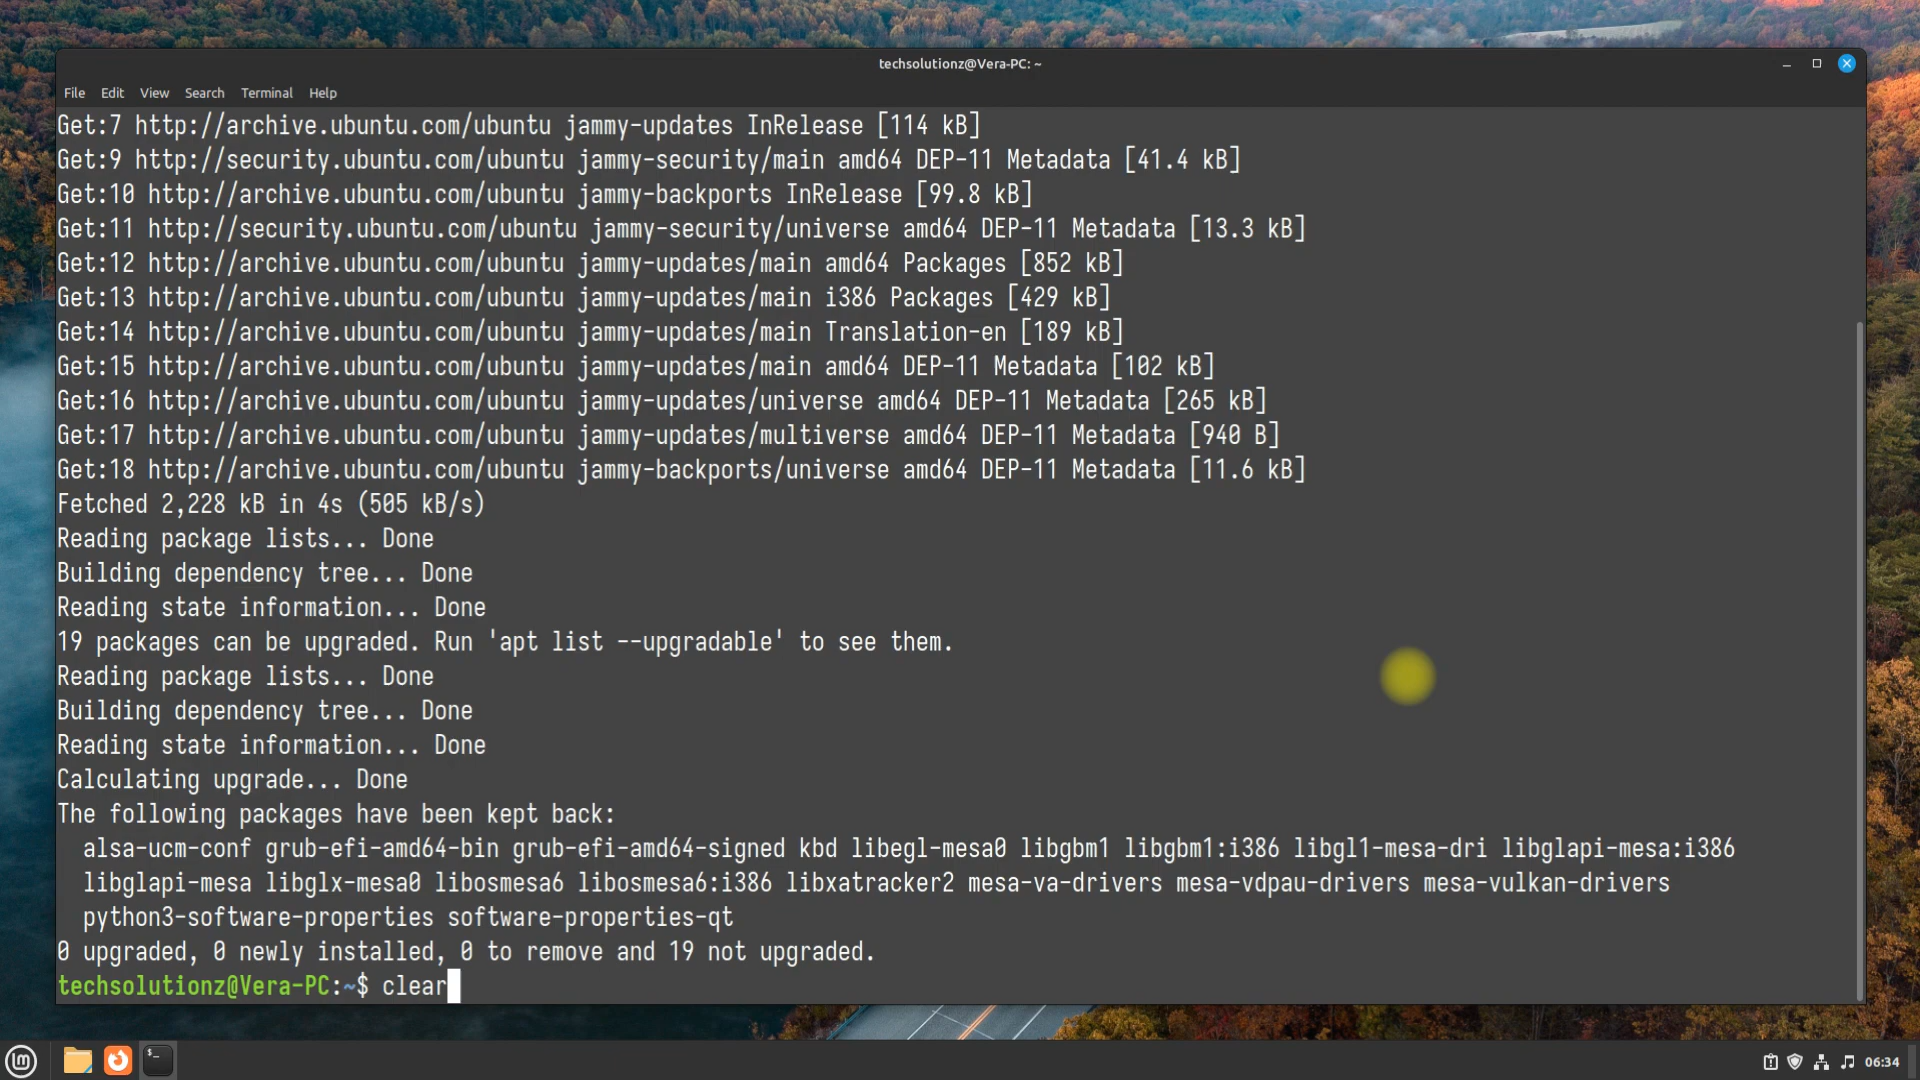 techsolutionz@Vera-PC: ~
File Edit View Search Terminal Help
Get:7 http://archive.ubuntu.com/ubuntu jammy-updates InRelease [114 kB]
Get:9 http://security.ubuntu.com/ubuntu jammy-security/main amd64 DEP-11 Metadata [41.4 kB]
Get:10 http://archive.ubuntu.com/ubuntu jammy-backports InRelease [99.8 kB]
Get:11 http://security.ubuntu.com/ubuntu jammy-security/universe amd64 DEP-11 Metadata [13.3 kB]
Get:12 http://archive.ubuntu.com/ubuntu jammy-updates/main amd64 Packages [852 kB]
Get:13 http://archive.ubuntu.com/ubuntu jammy-updates/main i386 Packages [429 kB]
Get:14 http://archive.ubuntu.com/ubuntu jammy-updates/main Translation-en [189 kB]
Get:15 http://archive.ubuntu.com/ubuntu jammy-updates/main amd64 DEP-11 Metadata [102 kB]
Get:16 http://archive.ubuntu.com/ubuntu jammy-updates/universe amd64 DEP-11 Metadata [265 kB]
Get:17 http://archive.ubuntu.com/ubuntu jammy-updates/multiverse amd64 DEP-11 Metadata [940 B]
Get:18 http://archive.ubuntu.com/ubuntu jammy-backports/universe amd64 DEP-11 Metadata [11.6 kB]
Fetched 2,228 kB in 4s (505 kB/s)
Reading package lists... Done
Building dependency tree... Done
Reading state information... Done
19 packages can be upgraded. Run 'apt list --upgradable' to see them.
Reading package lists... Done
Building dependency tree... Done
Reading state information... Done
Calculating upgrade... Done
The following packages have been kept back:
alsa-ucm-conf grub-efi-amd64-bin grub-efi-amd64-signed kbd libegl-mesa0 libgbm1 libgbm1:i386 libgl1-mesa-dri libglapi-mesa:i386
libglapi-mesa libglx-mesa0 libosmesa6 libosmesa6:i386 libxatracker2 mesa-va-drivers mesa-vdpau-drivers mesa-vulkan-drivers
python3-software-properties software-properties-qt
0 upgraded, 0 newly installed, 0 to remove and 19 not upgraded.
techsolutionz@Vera-PC:~$ clear
06:34